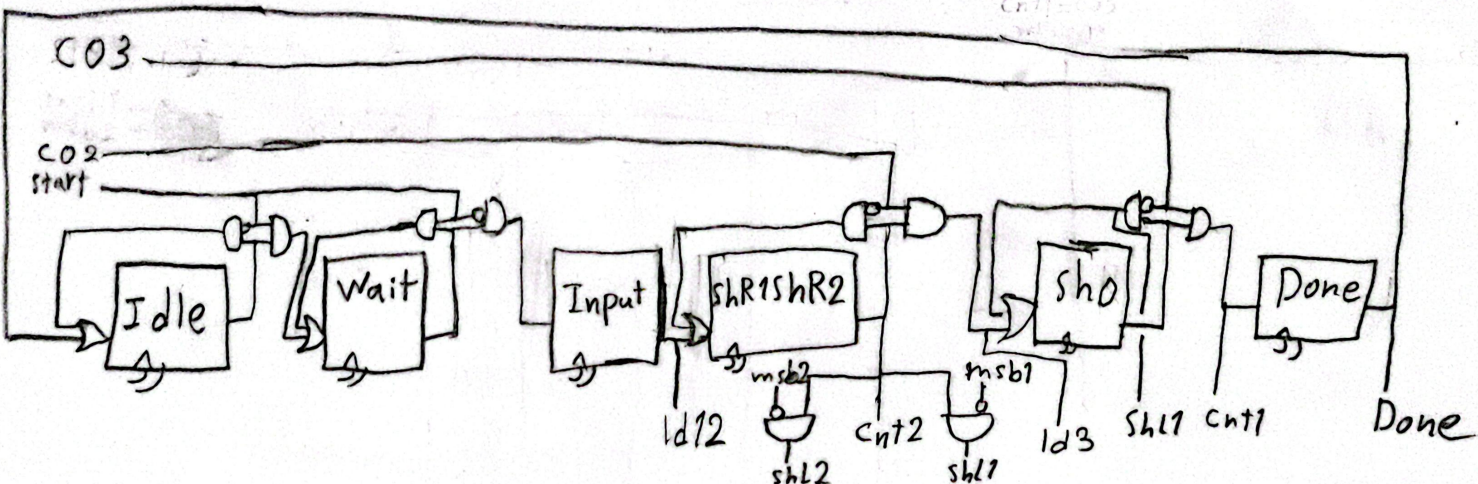 CO3
CO2
start
Idle
Wait
Input
ShR1ShR2
Sh0
Done
msb2
msb1
ld12
cnt2
ld3
Shl1
Cnt1
Done
shL2
shl1